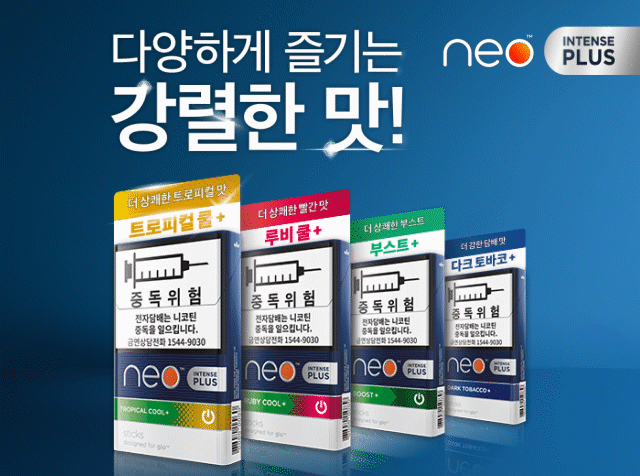 다양하게 즐기는
강렬한 맛!
neo™
INTENSE
PLUS
더 상쾌한 트로피컬 맛
트로피컬 쿨+
중독위험
전자담배는 니코틴
중독을 일으킵니다.
금연상담전화 1544-9030
neo
INTENSE
PLUS
TROPICAL COOL+
sticks
designed for glo™
더 상쾌한 빨간 맛
루비 쿨+
중독위험
전자담배는 니코틴
중독을 일으킵니다.
금연상담전화 1544-9030
neo
INTENSE
PLUS
RUBY COOL+
sticks
designed for glo™
더 상쾌한 부스트
부스트+
중독위험
전자담배는 니코틴
중독을 일으킵니다.
금연상담전화 1544-9030
neo
INTENSE
PLUS
BOOST+
sticks
designed for glo™
더 강한 담배 맛
다크 토바코+
중독위험
전자담배는 니코틴
중독을 일으킵니다.
금연상담전화 1544-9030
neo
INTENSE
PLUS
DARK TOBACCO+